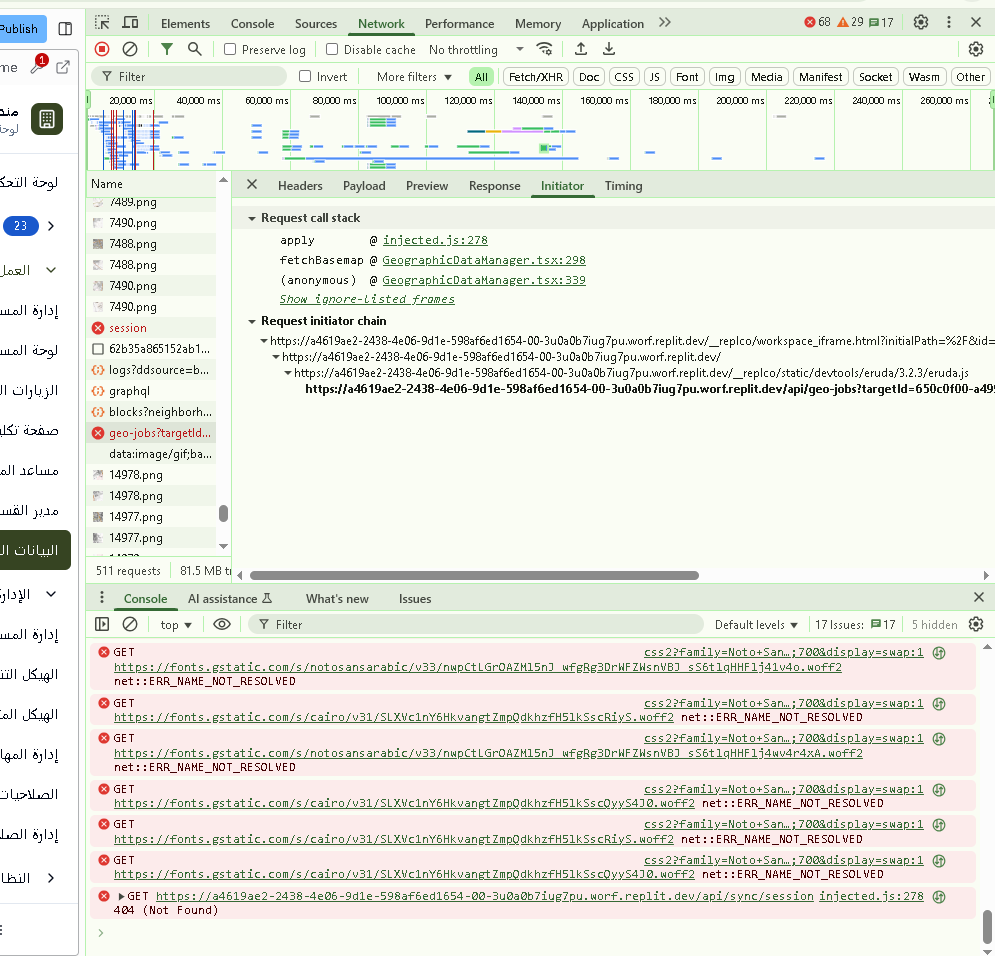 Publish
Elements Console Sources Network Performance Memory Application 68 29 17
Preserve log Disable cache No throttling
Filter Invert More filters All Fetch/XHR Doc CSS JS Font Img Media Manifest Socket Wasm Other
20,000 ms 40,000 ms 60,000 ms 80,000 ms 100,000 ms 120,000 ms 140,000 ms 160,000 ms 180,000 ms 200,000 ms 220,000 ms 240,000 ms 260,000 ms
me 1
لوحة التحك
23
العمل
إدارة المس
لوحة المس
الزيارات ال
صفحة تكلي
مساعد الم
مدير القس
البيانات ال
الإدار
إدارة المس
الهيكل التن
الهيكل الم
إدارة المها
الصلاحيات
إدارة الصلا
النظا
Name
7489.png
7490.png
7488.png
7488.png
7490.png
7490.png
session
62b35a865152ab1...
logs?ddsource=b...
graphql
blocks?neighborh...
geo-jobs?targetId...
data:image/gif;ba...
14978.png
14978.png
14977.png
14977.png
511 requests 81.5 MB tr
Headers Payload Preview Response Initiator Timing
Request call stack
apply @ injected.js:278
fetchBasemap @ GeographicDataManager.tsx:298
(anonymous) @ GeographicDataManager.tsx:339
Show ignore-listed frames
Request initiator chain
https://a4619ae2-2438-4e06-9d1e-598af6ed1654-00-3u0a0b7iug7pu.worf.replit.dev/__replco/workspace_iframe.html?initialPath=%2F&id=
https://a4619ae2-2438-4e06-9d1e-598af6ed1654-00-3u0a0b7iug7pu.worf.replit.dev/
https://a4619ae2-2438-4e06-9d1e-598af6ed1654-00-3u0a0b7iug7pu.worf.replit.dev/__replco/static/devtools/eruda/3.2.3/eruda.js
https://a4619ae2-2438-4e06-9d1e-598af6ed1654-00-3u0a0b7iug7pu.worf.replit.dev/api/geo-jobs?targetId=650c0f00-a499
Console AI assistance What's new Issues
top Filter Default levels 17 Issues: 17 5 hidden
GET css2?family=Noto+San…;700&display=swap:1
https://fonts.gstatic.com/s/notosansarabic/v33/nwpCtLGrOAZMl5nJ_wfgRg3DrWFZWsnVBJ_sS6tlqHHFlj41v4o.woff2
net::ERR_NAME_NOT_RESOLVED
GET css2?family=Noto+San…;700&display=swap:1
https://fonts.gstatic.com/s/cairo/v31/SLXVc1nY6HkvangtZmpQdkhzfH5lkSscRiyS.woff2 net::ERR_NAME_NOT_RESOLVED
GET css2?family=Noto+San…;700&display=swap:1
https://fonts.gstatic.com/s/notosansarabic/v33/nwpCtLGrOAZMl5nJ_wfgRg3DrWFZWsnVBJ_sS6tlqHHFlj4wv4r4xA.woff2
net::ERR_NAME_NOT_RESOLVED
GET css2?family=Noto+San…;700&display=swap:1
https://fonts.gstatic.com/s/cairo/v31/SLXVc1nY6HkvangtZmpQdkhzfH5lkSscQyyS4J0.woff2 net::ERR_NAME_NOT_RESOLVED
GET css2?family=Noto+San…;700&display=swap:1
https://fonts.gstatic.com/s/cairo/v31/SLXVc1nY6HkvangtZmpQdkhzfH5lkSscRiyS.woff2 net::ERR_NAME_NOT_RESOLVED
GET css2?family=Noto+San…;700&display=swap:1
https://fonts.gstatic.com/s/cairo/v31/SLXVc1nY6HkvangtZmpQdkhzfH5lkSscQyyS4J0.woff2 net::ERR_NAME_NOT_RESOLVED
GET https://a4619ae2-2438-4e06-9d1e-598af6ed1654-00-3u0a0b7iug7pu.worf.replit.dev/api/sync/session injected.js:278
404 (Not Found)